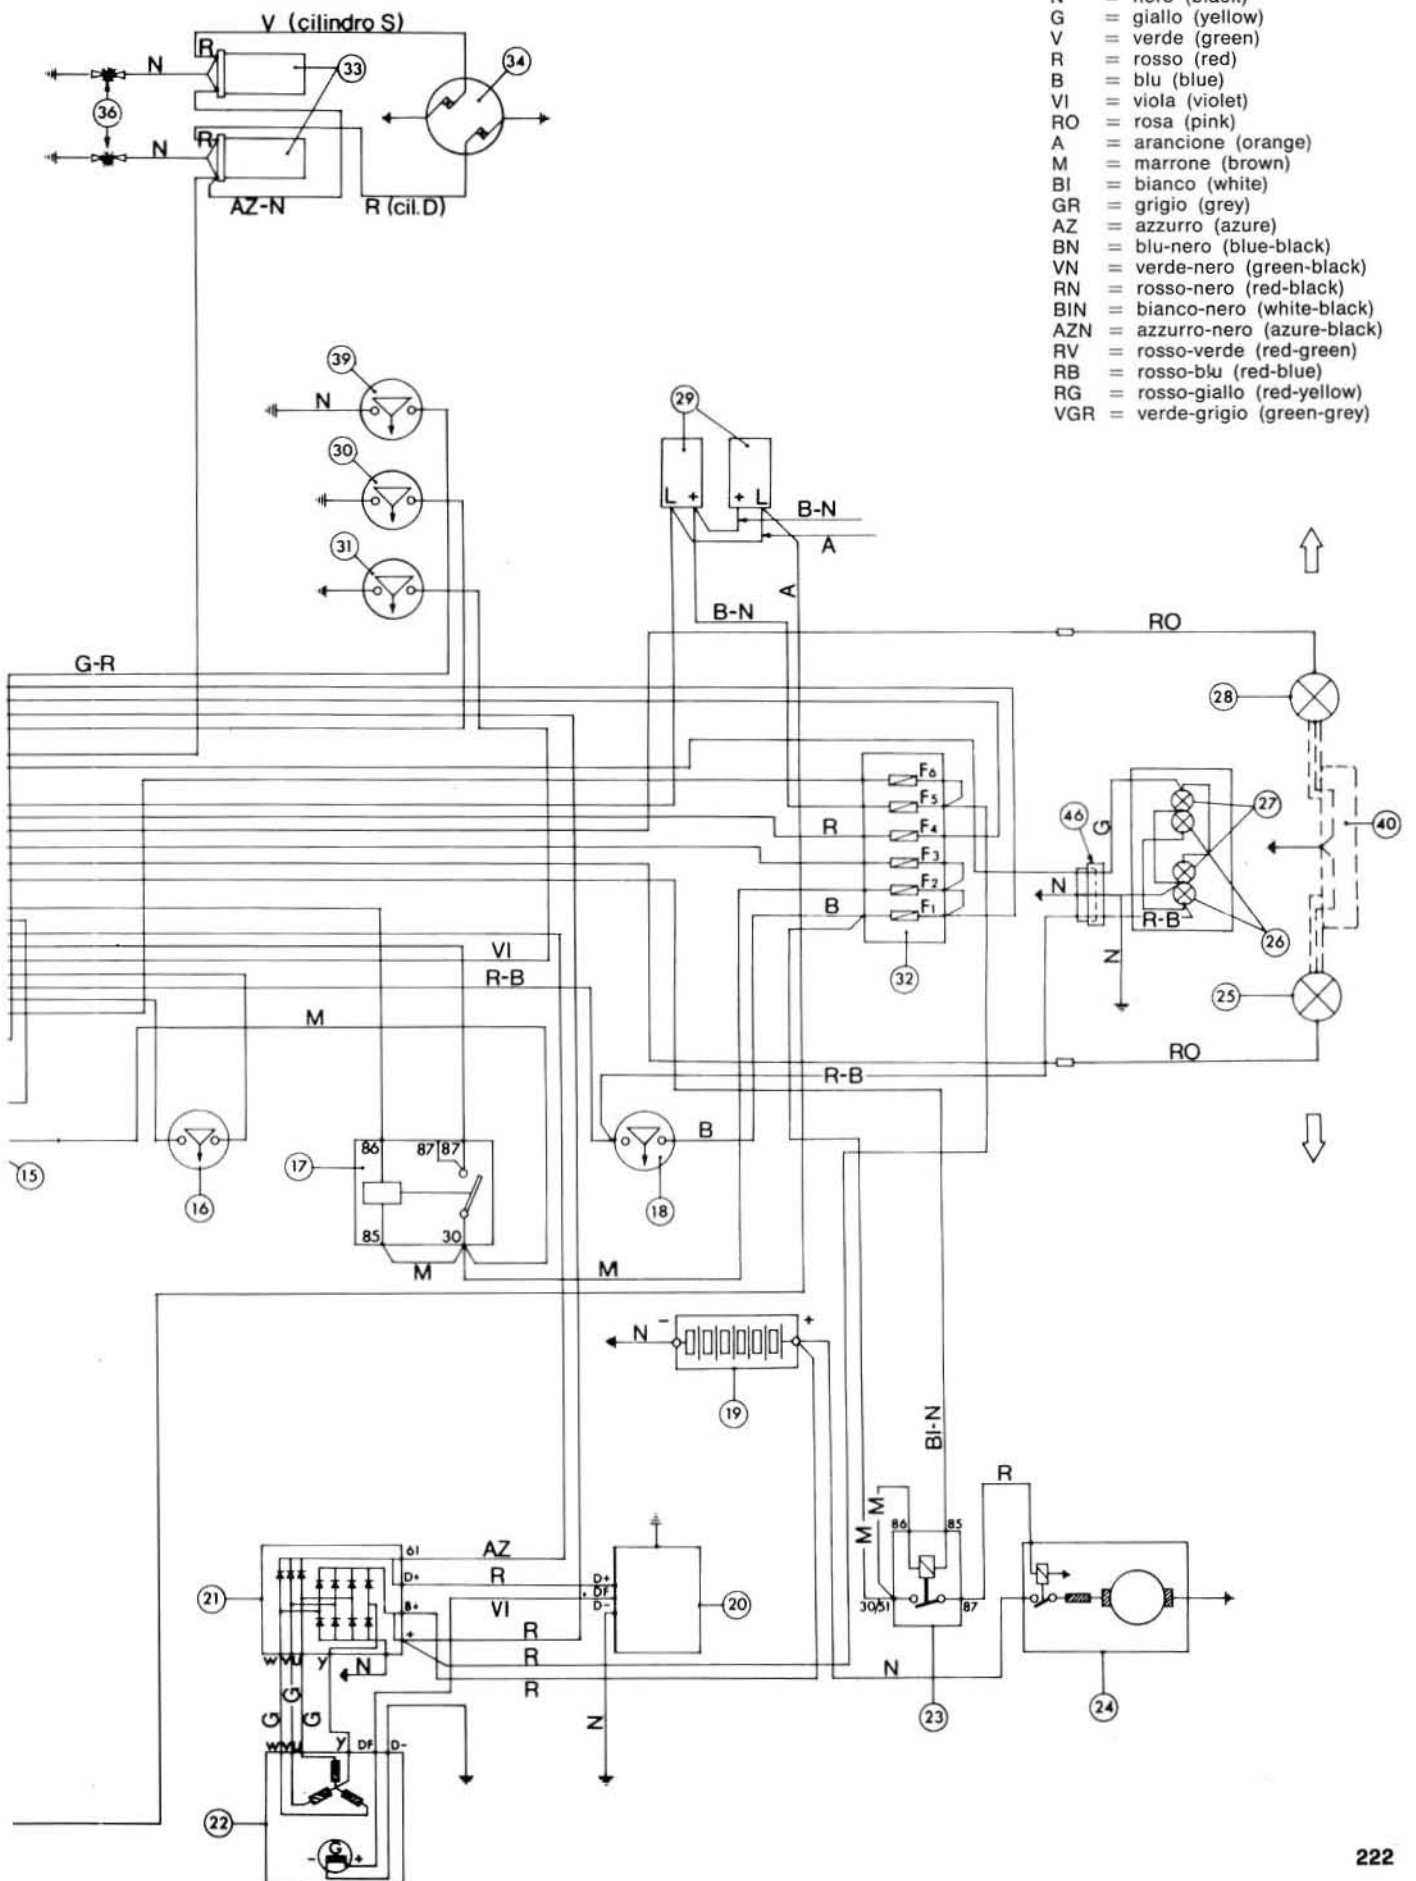 V (cilindro S)
R
N
33
34
36
R
N
AZ-N
R (cil.D)
N = nero (black)
G = giallo (yellow)
V = verde (green)
R = rosso (red)
B = blu (blue)
VI = viola (violet)
RO = rosa (pink)
A = arancione (orange)
M = marrone (brown)
BI = bianco (white)
GR = grigio (grey)
AZ = azzurro (azure)
BN = blu-nero (blue-black)
VN = verde-nero (green-black)
RN = rosso-nero (red-black)
BIN = bianco-nero (white-black)
AZN = azzurro-nero (azure-black)
RV = rosso-verde (red-green)
RB = rosso-blu (red-blue)
RG = rosso-giallo (red-yellow)
VGR = verde-grigio (green-grey)
39
N
30
31
29
L + + L
B-N
A
A
B-N
RO
G-R
28
F6
F5
R F4
F3
F2
B F1
32
46
G
N
N
R-B
27
26
40
25
RO
VI
R-B
M
R-B
15
16
17
86 87 87
85 30
M
M
B
18
- +
N
19
BI-N
M
M
86 85
30/51 87
23
R
N
24
21
61
AZ
D+ R D+
DF
B+ VI D-
+ R
R
R
20
N
W V U Y N
G G G
W V U Y DF D-
N
22
G
- +
222